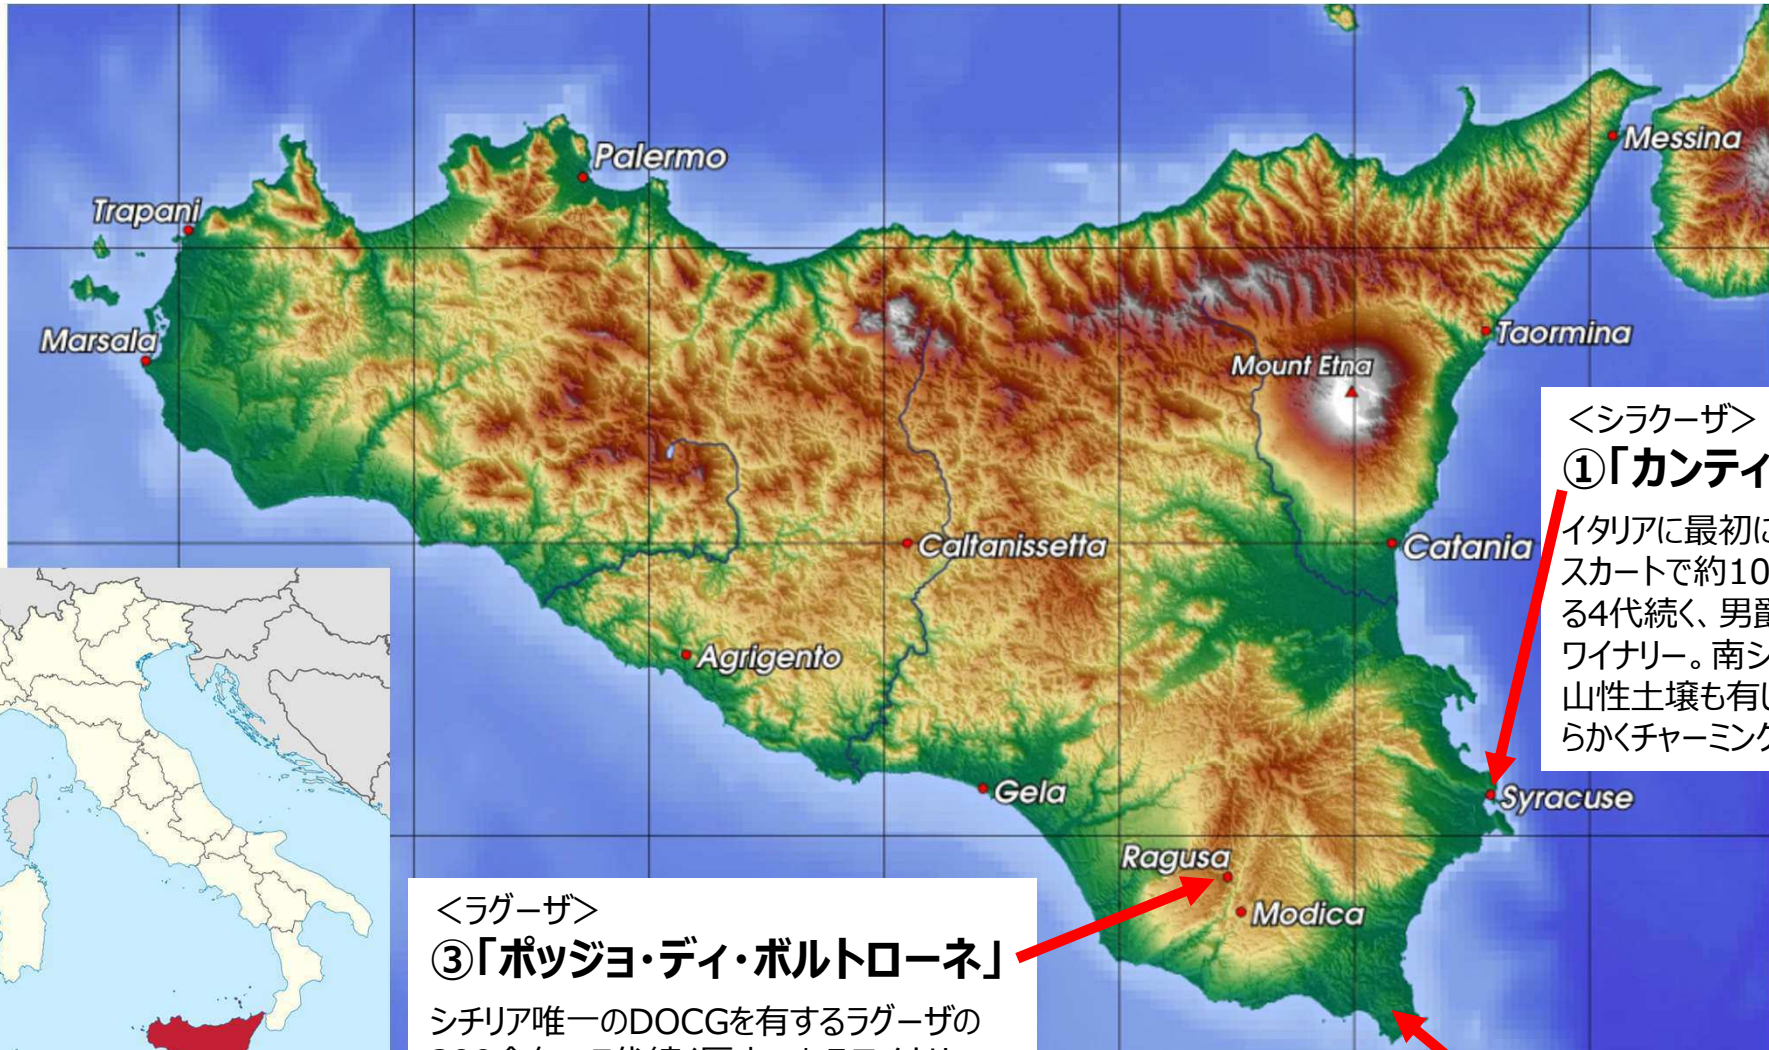 Palermo
Messina
Trapani
Marsala
Taormina
Mount Etna
<シラクーザ>
①「カンティ
イタリアに最初に
スカートで約10
る4代続く、男爵
ワイナリー。南シ
山性土壌も有し
らかくチャーミング
Caltanissetta
Catania
Agrigento
Gela
Syracuse
Ragusa
Modica
<ラグーザ>
③「ポッジョ・ディ・ボルトローネ」
シチリア唯一のDOCGを有するラグーザの